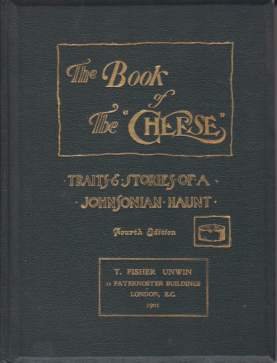 The Book
of
The "CHEESE"
TRAITS & STORIES OF A
JOHNSONIAN HAUNT
Fourth Edition
T. FISHER UNWIN
11 PATERNOSTER BUILDINGS
LONDON, E.C.
1901